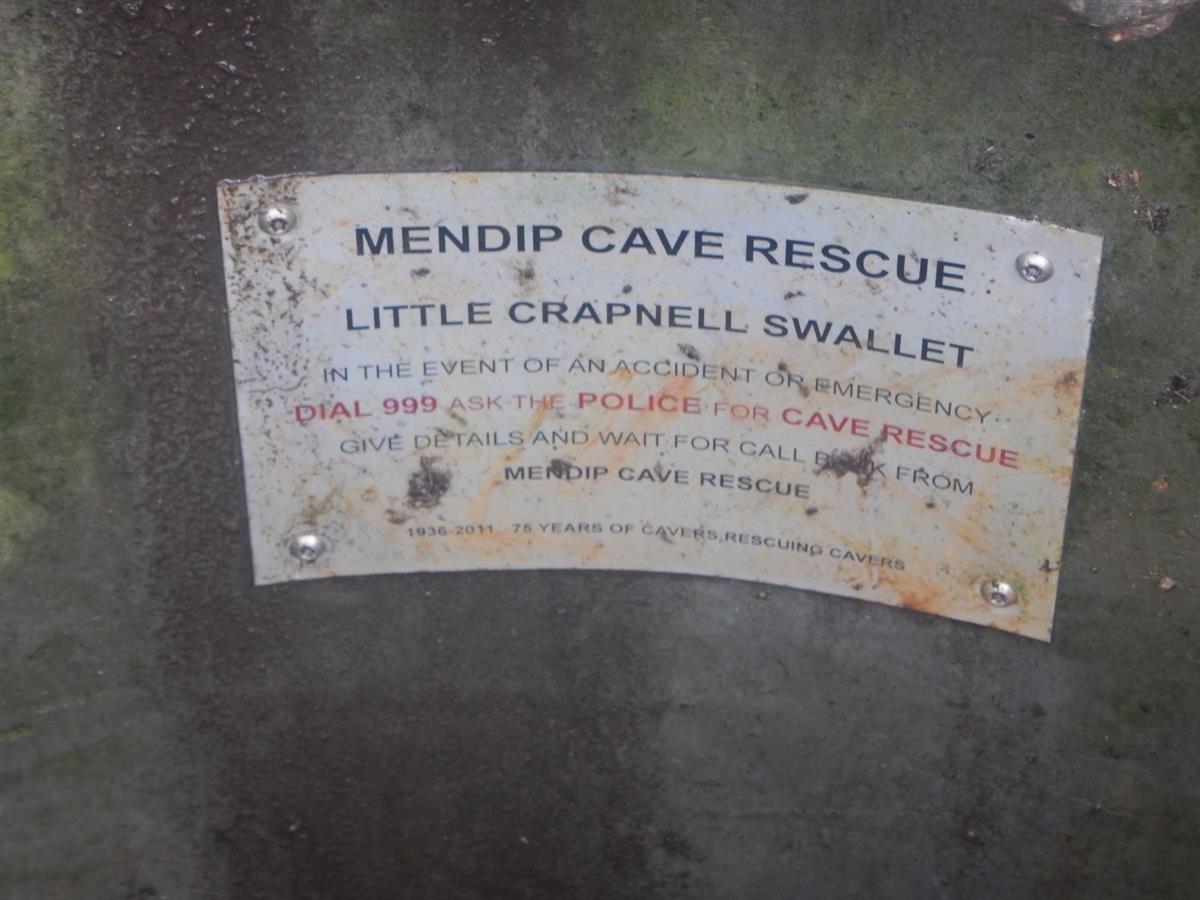 MENDIP CAVE RESCUE
LITTLE CRAPNELL SWALLET
IN THE EVENT OF AN ACCIDENT OR EMERGENCY
DIAL 999 ASK THE POLICE FOR CAVE RESCUE
GIVE DETAILS AND WAIT FOR CALL BACK FROM
MENDIP CAVE RESCUE
1936-2011 75 YEARS OF CAVERS,RESCUING CAVERS